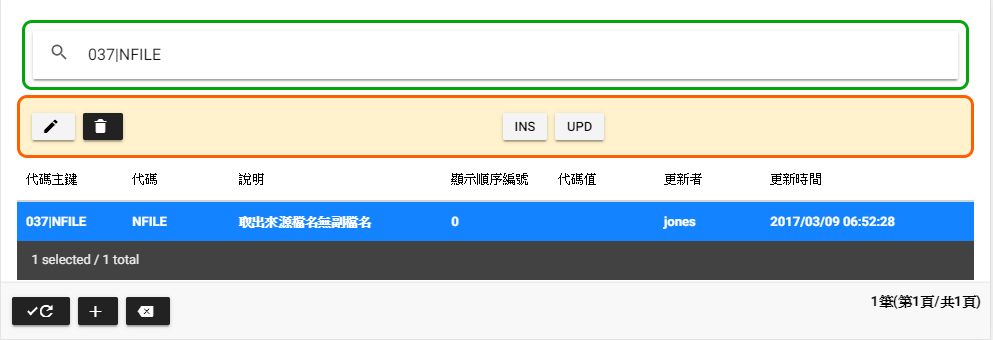 037|NFILE
INS UPD
代碼主鍵 代碼 說明 顯示順序編號 代碼值 更新者 更新時間
037|NFILE NFILE 取出來源檔名無副檔名 0 jones 2017/03/09 06:52:28
1 selected / 1 total
1筆(第1頁/共1頁)